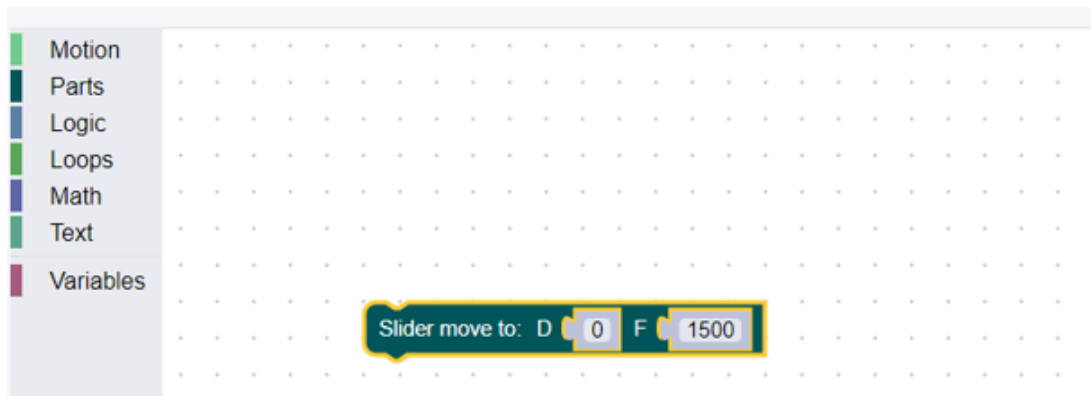 Motion
Parts
Logic
Loops
Math
Text
Variables
Slider move to: D 0 F 1500